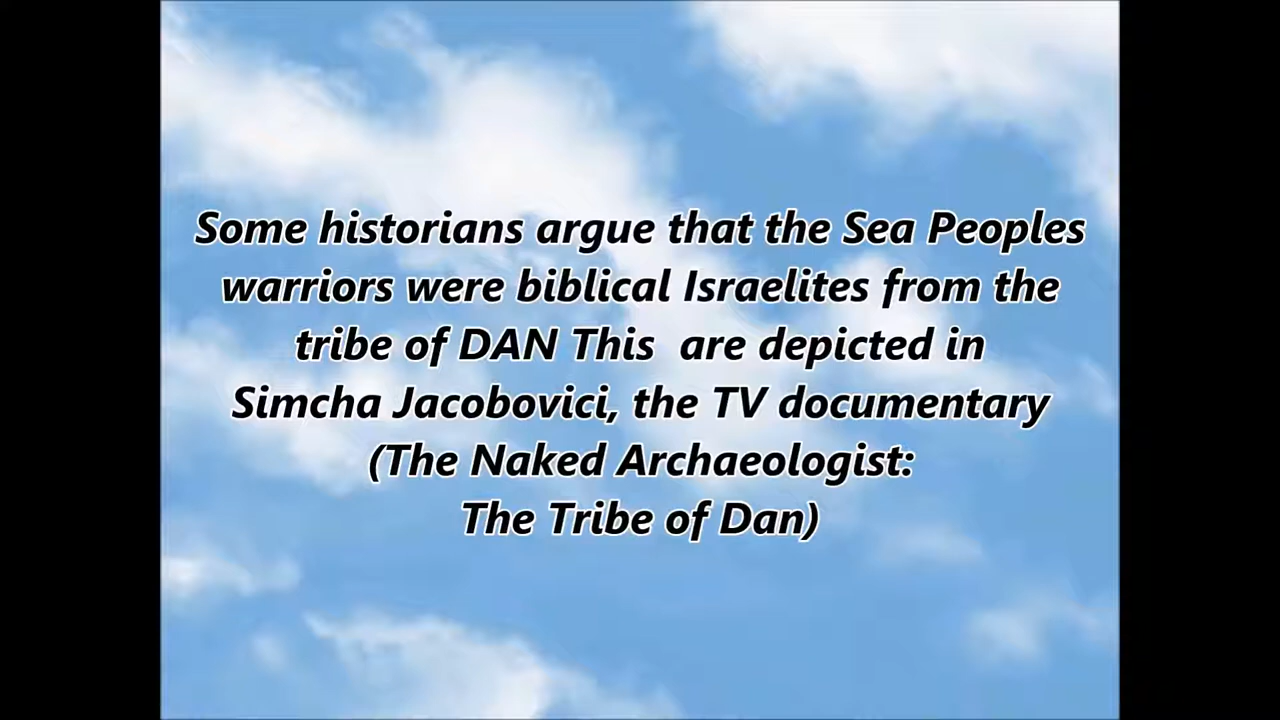 Some historians argue that the Sea Peoples
warriors were biblical Israelites from the
tribe of DAN This  are depicted in
Simcha Jacobovici, the TV documentary
(The Naked Archaeologist:
The Tribe of Dan)